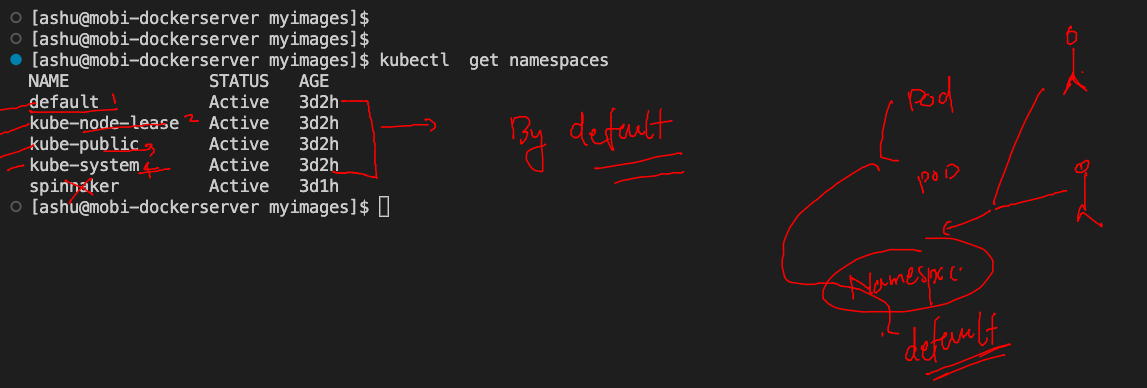 [ashu@mobi-dockerserver myimages]$
[ashu@mobi-dockerserver myimages]$
[ashu@mobi-dockerserver myimages]$ kubectl  get namespaces
NAME STATUS AGE
default Active 3d2h
1
kube-node-lease Active 3d2h
2
kube-public Active 3d2h
3
kube-system Active 3d2h
4
spinnaker Active 3d1h
[ashu@mobi-dockerserver myimages]$
By default
Pod
POD
Namespac
default